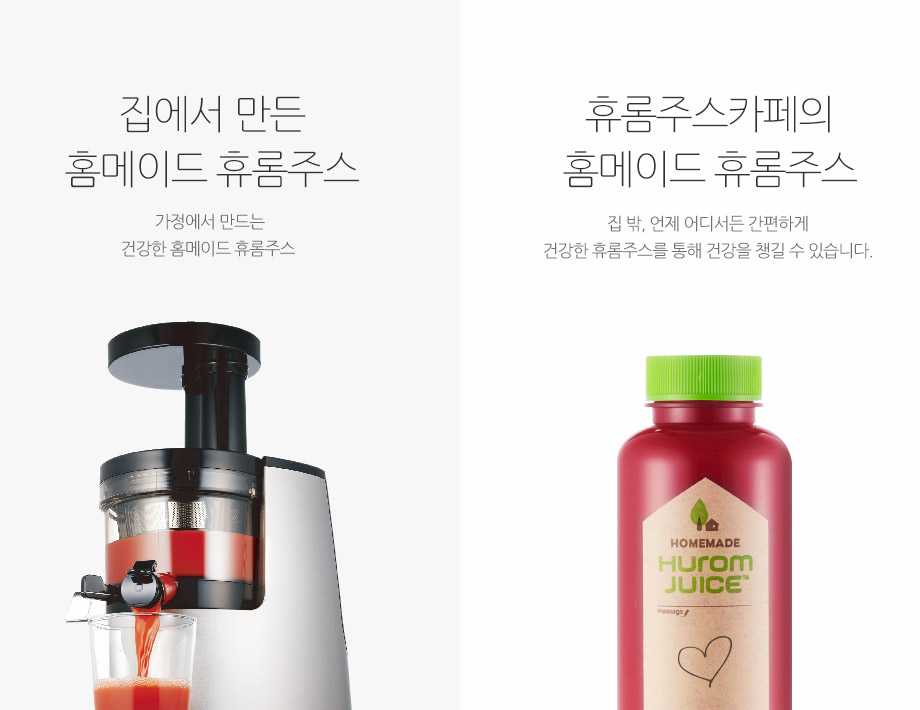 집에서 만든
홈메이드 휴롬주스
가정에서 만드는
건강한 홈메이드 휴롬주스
휴롬주스카페의
홈메이드 휴롬주스
집 밖, 언제 어디서든 간편하게
건강한 휴롬주스를 통해 건강을 챙길 수 있습니다.
HOMEMADE
Hurom
JUICE™
message